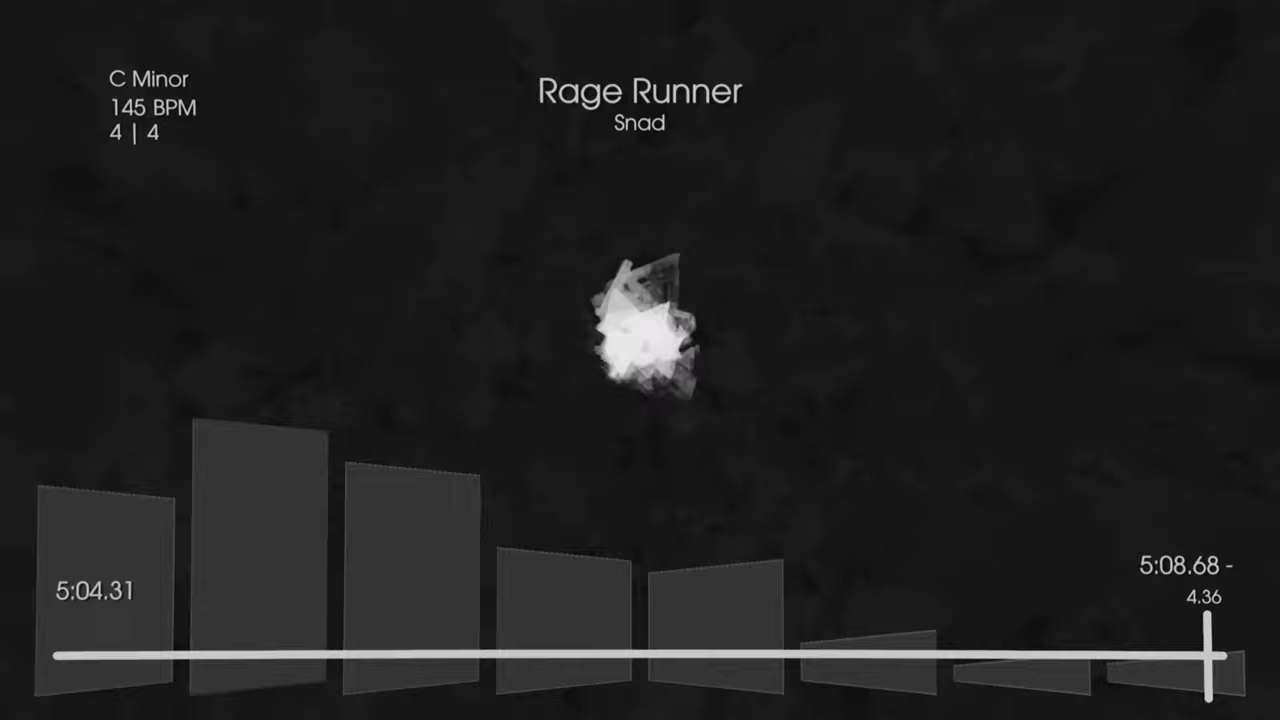 C Minor
145 BPM
4 | 4
Rage Runner
Snad
5:04.31
5:08.68 -
4.36